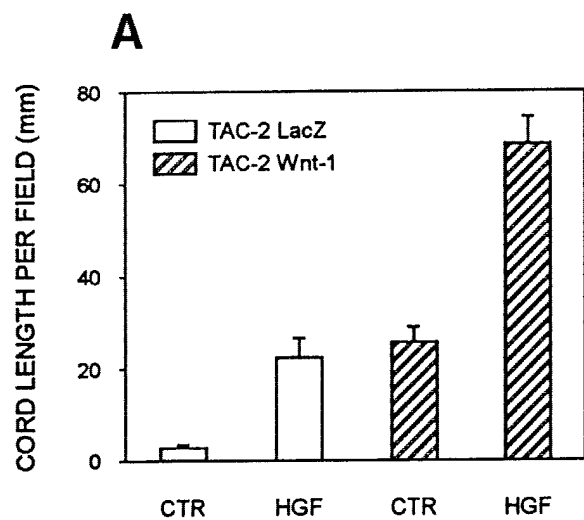 A
CORD LENGTH PER FIELD (mm)
80
60
40
20
0
TAC-2 LacZ
TAC-2 Wnt-1
CTR HGF CTR HGF